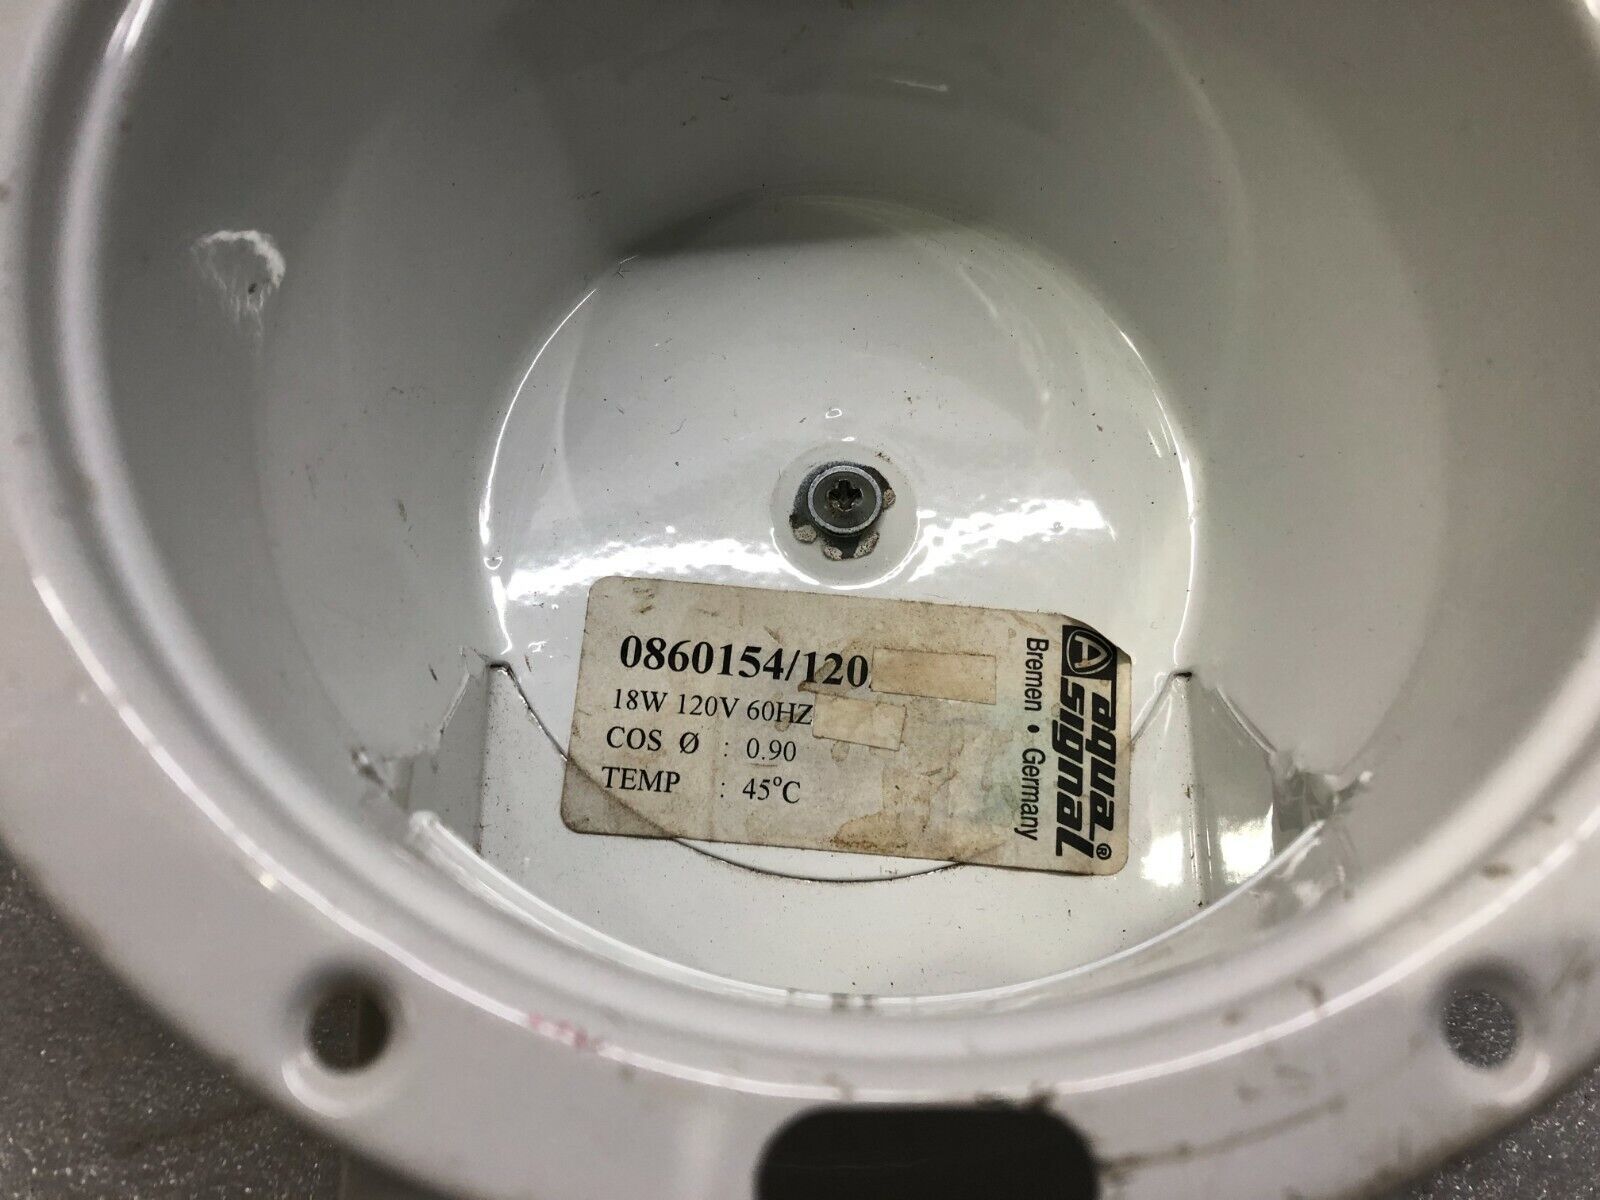 0860154/120
18W 120V 60HZ
COS Ø : 0.90
TEMP : 45°C
aqua signal®
Bremen • Germany